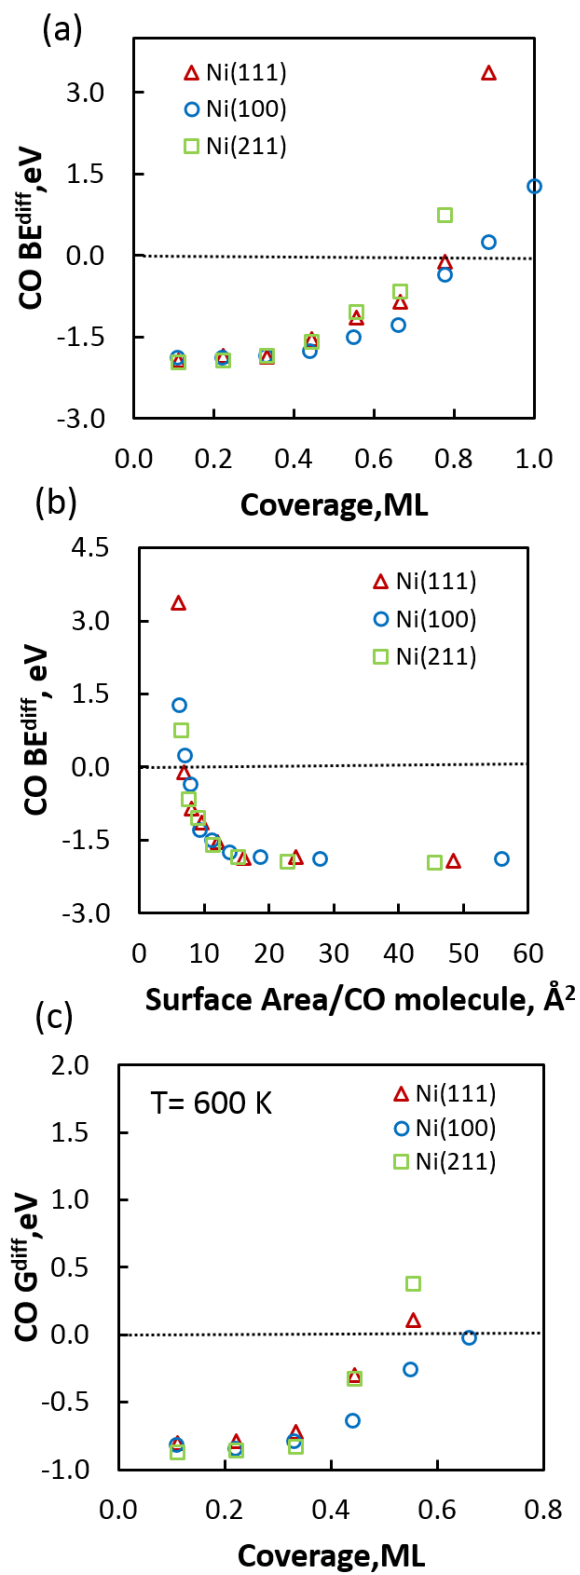 (a)
CO BE^diff,eV
3.0
1.5
0.0
-1.5
-3.0
Ni(111)
Ni(100)
Ni(211)
0.0 0.2 0.4 0.6 0.8 1.0
Coverage,ML
(b)
CO BE^diff, eV
4.5
3.0
1.5
0.0
-1.5
-3.0
Ni(111)
Ni(100)
Ni(211)
0 10 20 30 40 50 60
Surface Area/CO molecule, Å²
(c)
CO G^diff,eV
2.0
1.5
1.0
0.5
0.0
-0.5
-1.0
T= 600 K
Ni(111)
Ni(100)
Ni(211)
0.0 0.2 0.4 0.6 0.8
Coverage,ML